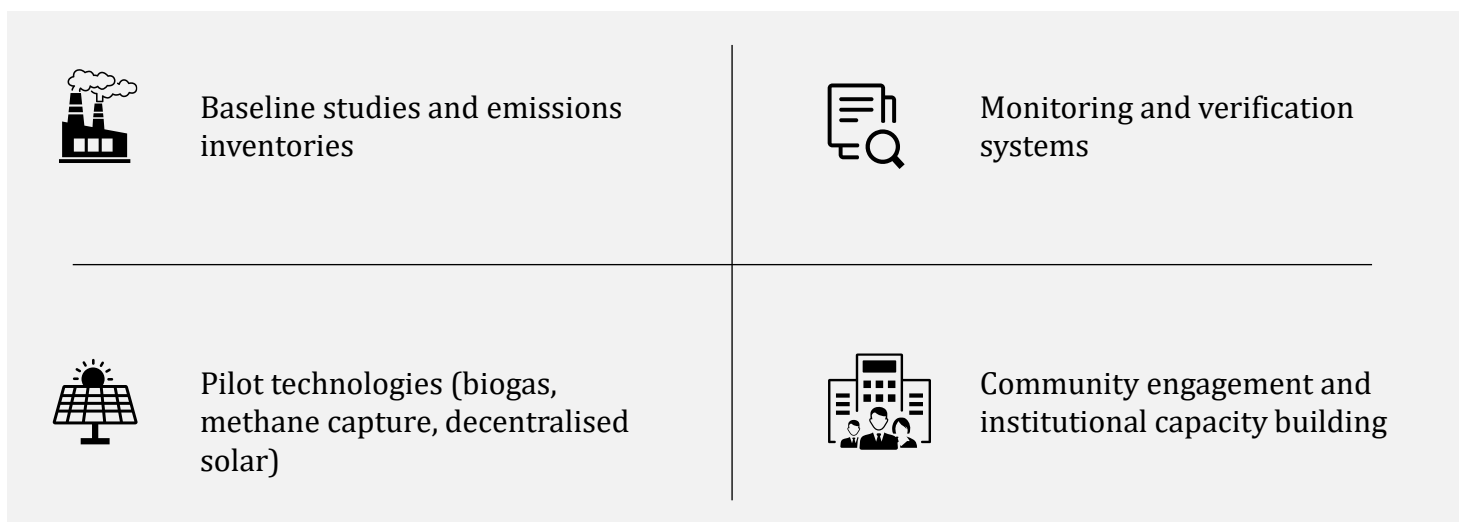 Baseline studies and emissions
inventories
Monitoring and verification
systems
Pilot technologies (biogas,
methane capture, decentralised
solar)
Community engagement and
institutional capacity building